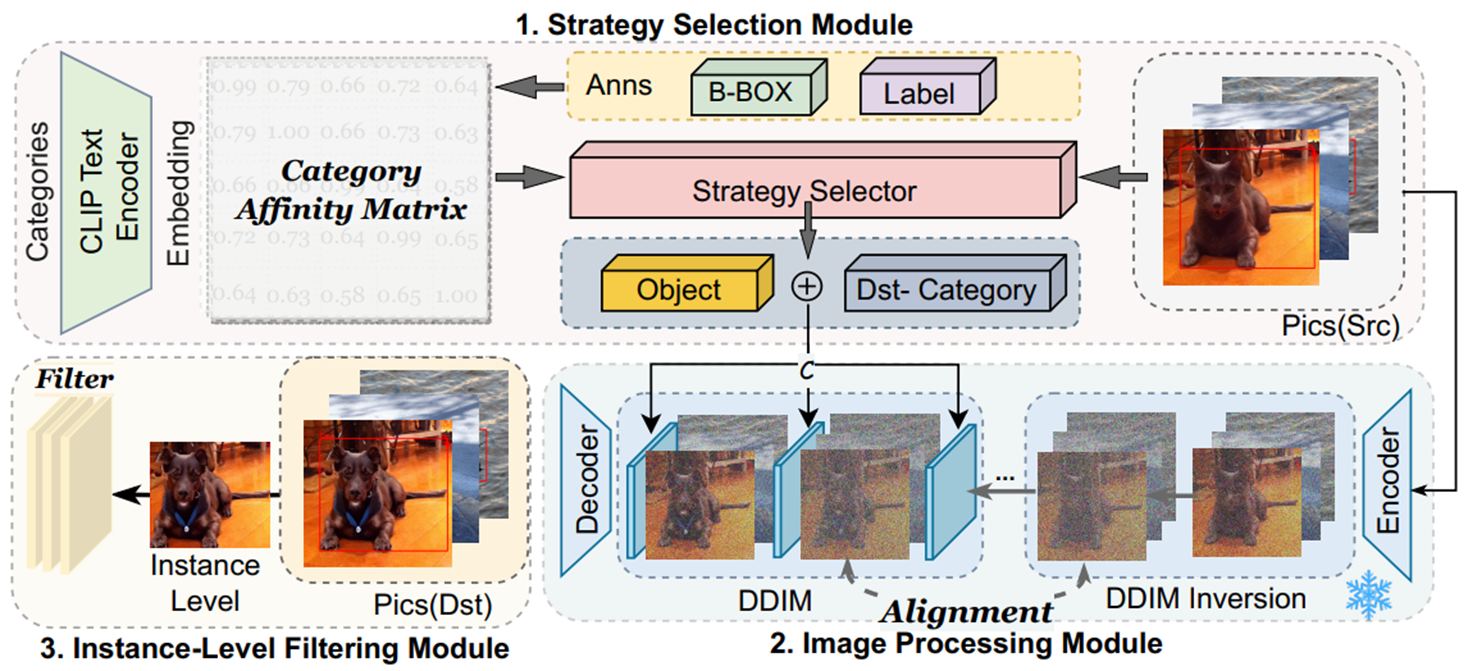 1. Strategy Selection Module
Categories
CLIP Text
Encoder
Embedding
0.99 0.79 0.66 0.72 0.64
0.79 1.00 0.66 0.73 0.63
Category
0.66 0.66 0.99 0.64 0.58
Affinity Matrix
0.72 0.73 0.64 0.99 0.65
0.64 0.63 0.58 0.65 1.00
Anns
B-BOX
Label
Strategy Selector
Object
Dst- Category
Pics(Src)
C
Filter
Instance
Level
Pics(Dst)
3. Instance-Level Filtering Module
Decoder
DDIM
...
Alignment
DDIM Inversion
Encoder
2. Image Processing Module